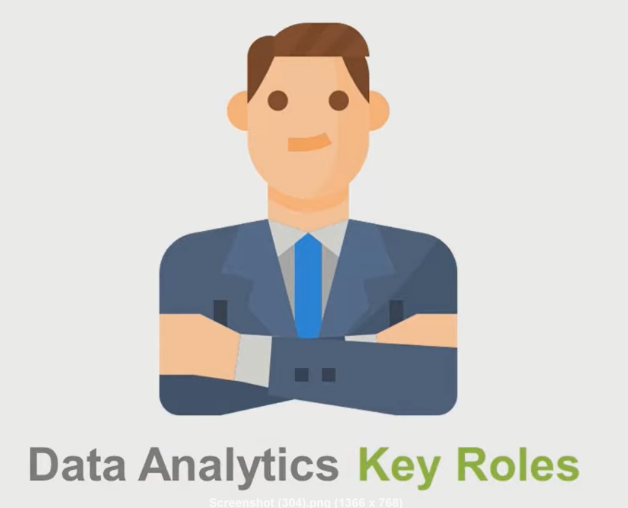 Data Analytics Key Roles
Screenshot (304).png (1366 x 768)